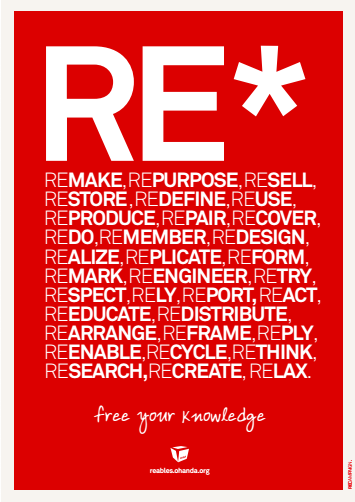 RE*
REMAKE, REPURPOSE, RESELL,
RESTORE, REDEFINE, REUSE,
REPRODUCE, REPAIR, RECOVER,
REDO, REMEMBER, REDESIGN,
REALIZE, REPLICATE, REFORM,
REMARK, REENGINEER, RETRY,
RESPECT, RELY, REPORT, REACT,
REEDUCATE, REDISTRIBUTE,
REARRANGE, REFRAME, REPLY,
REENABLE, RECYCLE, RETHINK,
RESEARCH, RECREATE, RELAX.
free your knowledge
reables.ohanda.org